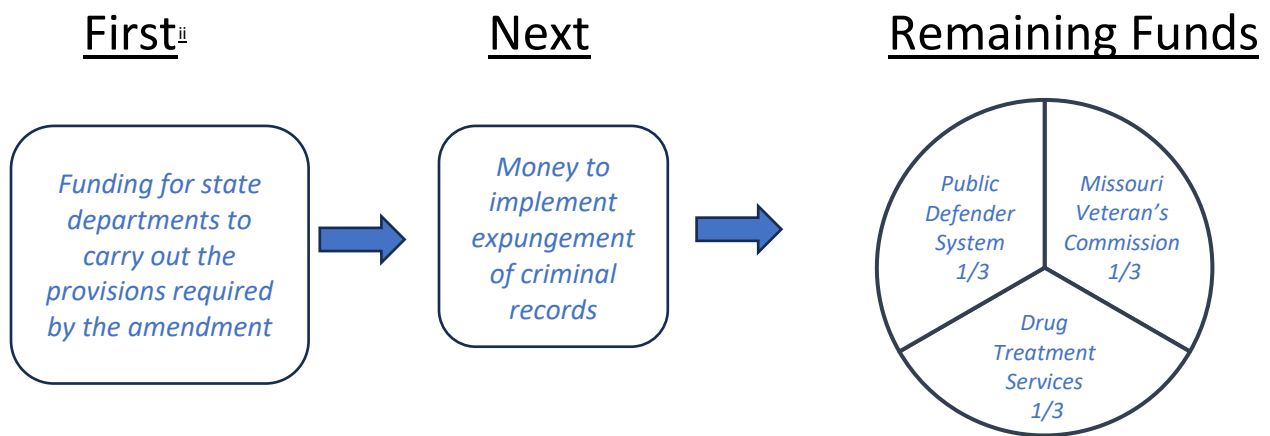 First ii
Next
Remaining Funds
Funding for state
departments to
carry out the
provisions required
by the amendment
Money to
implement
expungement
of criminal
records
Public
Defender
System
1/3
Missouri
Veteran’s
Commission
1/3
Drug
Treatment
Services
1/3